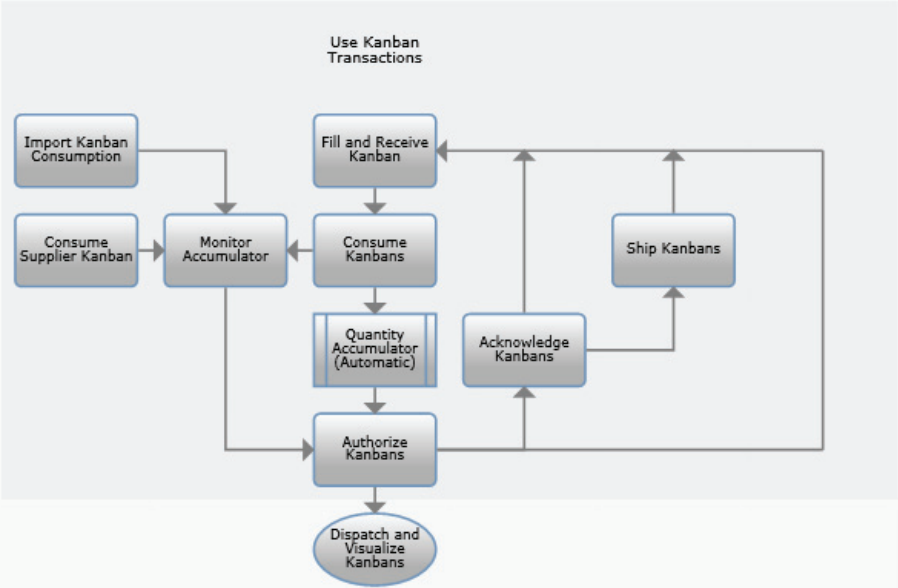 Use Kanban
Transactions
Import Kanban
Consumption
Fill and Receive
Kanban
Consume
Supplier Kanban
Monitor
Accumulator
Consume
Kanbans
Ship Kanbans
Quantity
Accumulator
(Automatic)
Acknowledge
Kanbans
Authorize
Kanbans
Dispatch and
Visualize
Kanbans